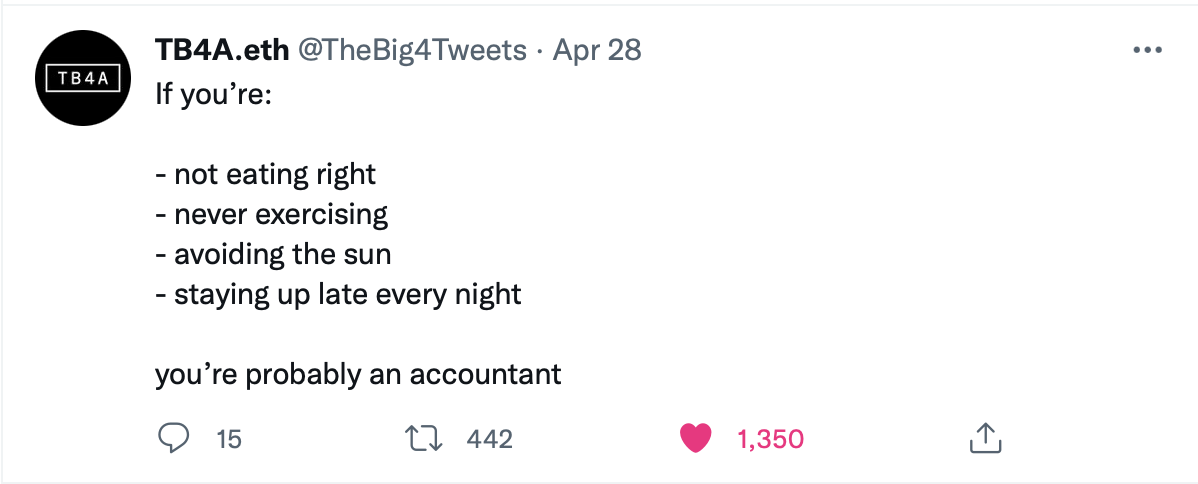 TB4A
TB4A.eth @TheBig4Tweets · Apr 28
If you’re:
- not eating right
- never exercising
- avoiding the sun
- staying up late every night
you’re probably an accountant
15 442 1,350